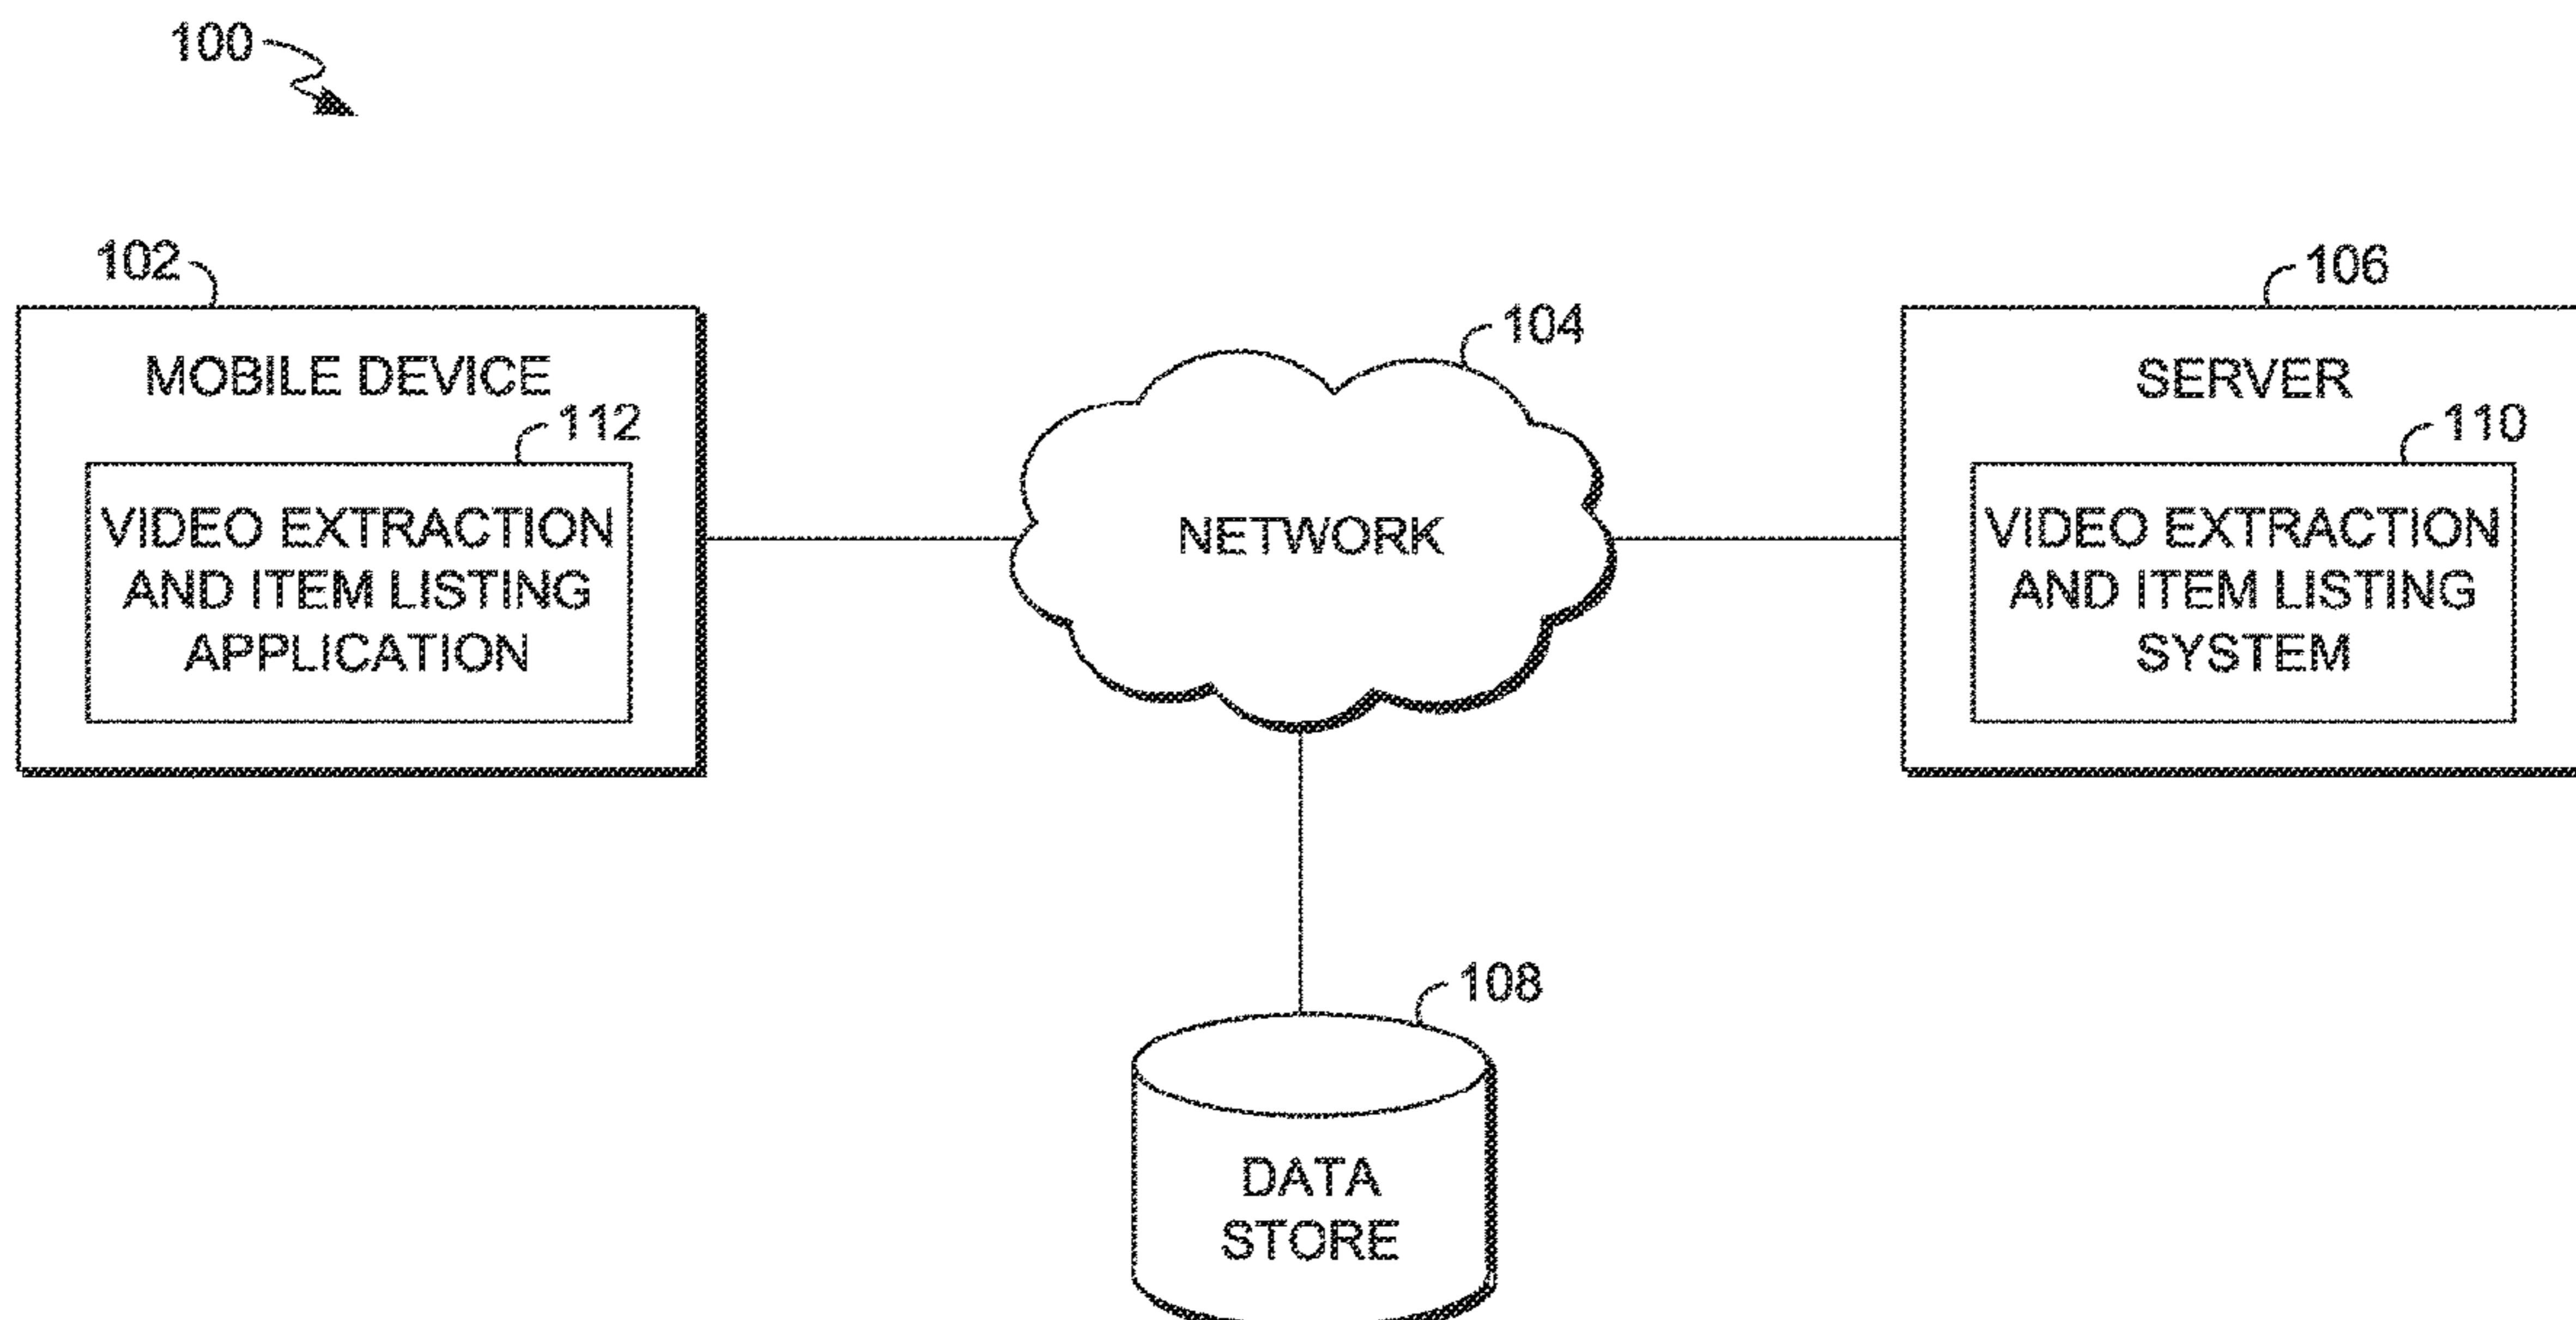 100
102
106
104
MOBILE DEVICE
SERVER
112
110
VIDEO EXTRACTION
AND ITEM LISTING
APPLICATION
NETWORK
VIDEO EXTRACTION
AND ITEM LISTING
SYSTEM
108
DATA
STORE